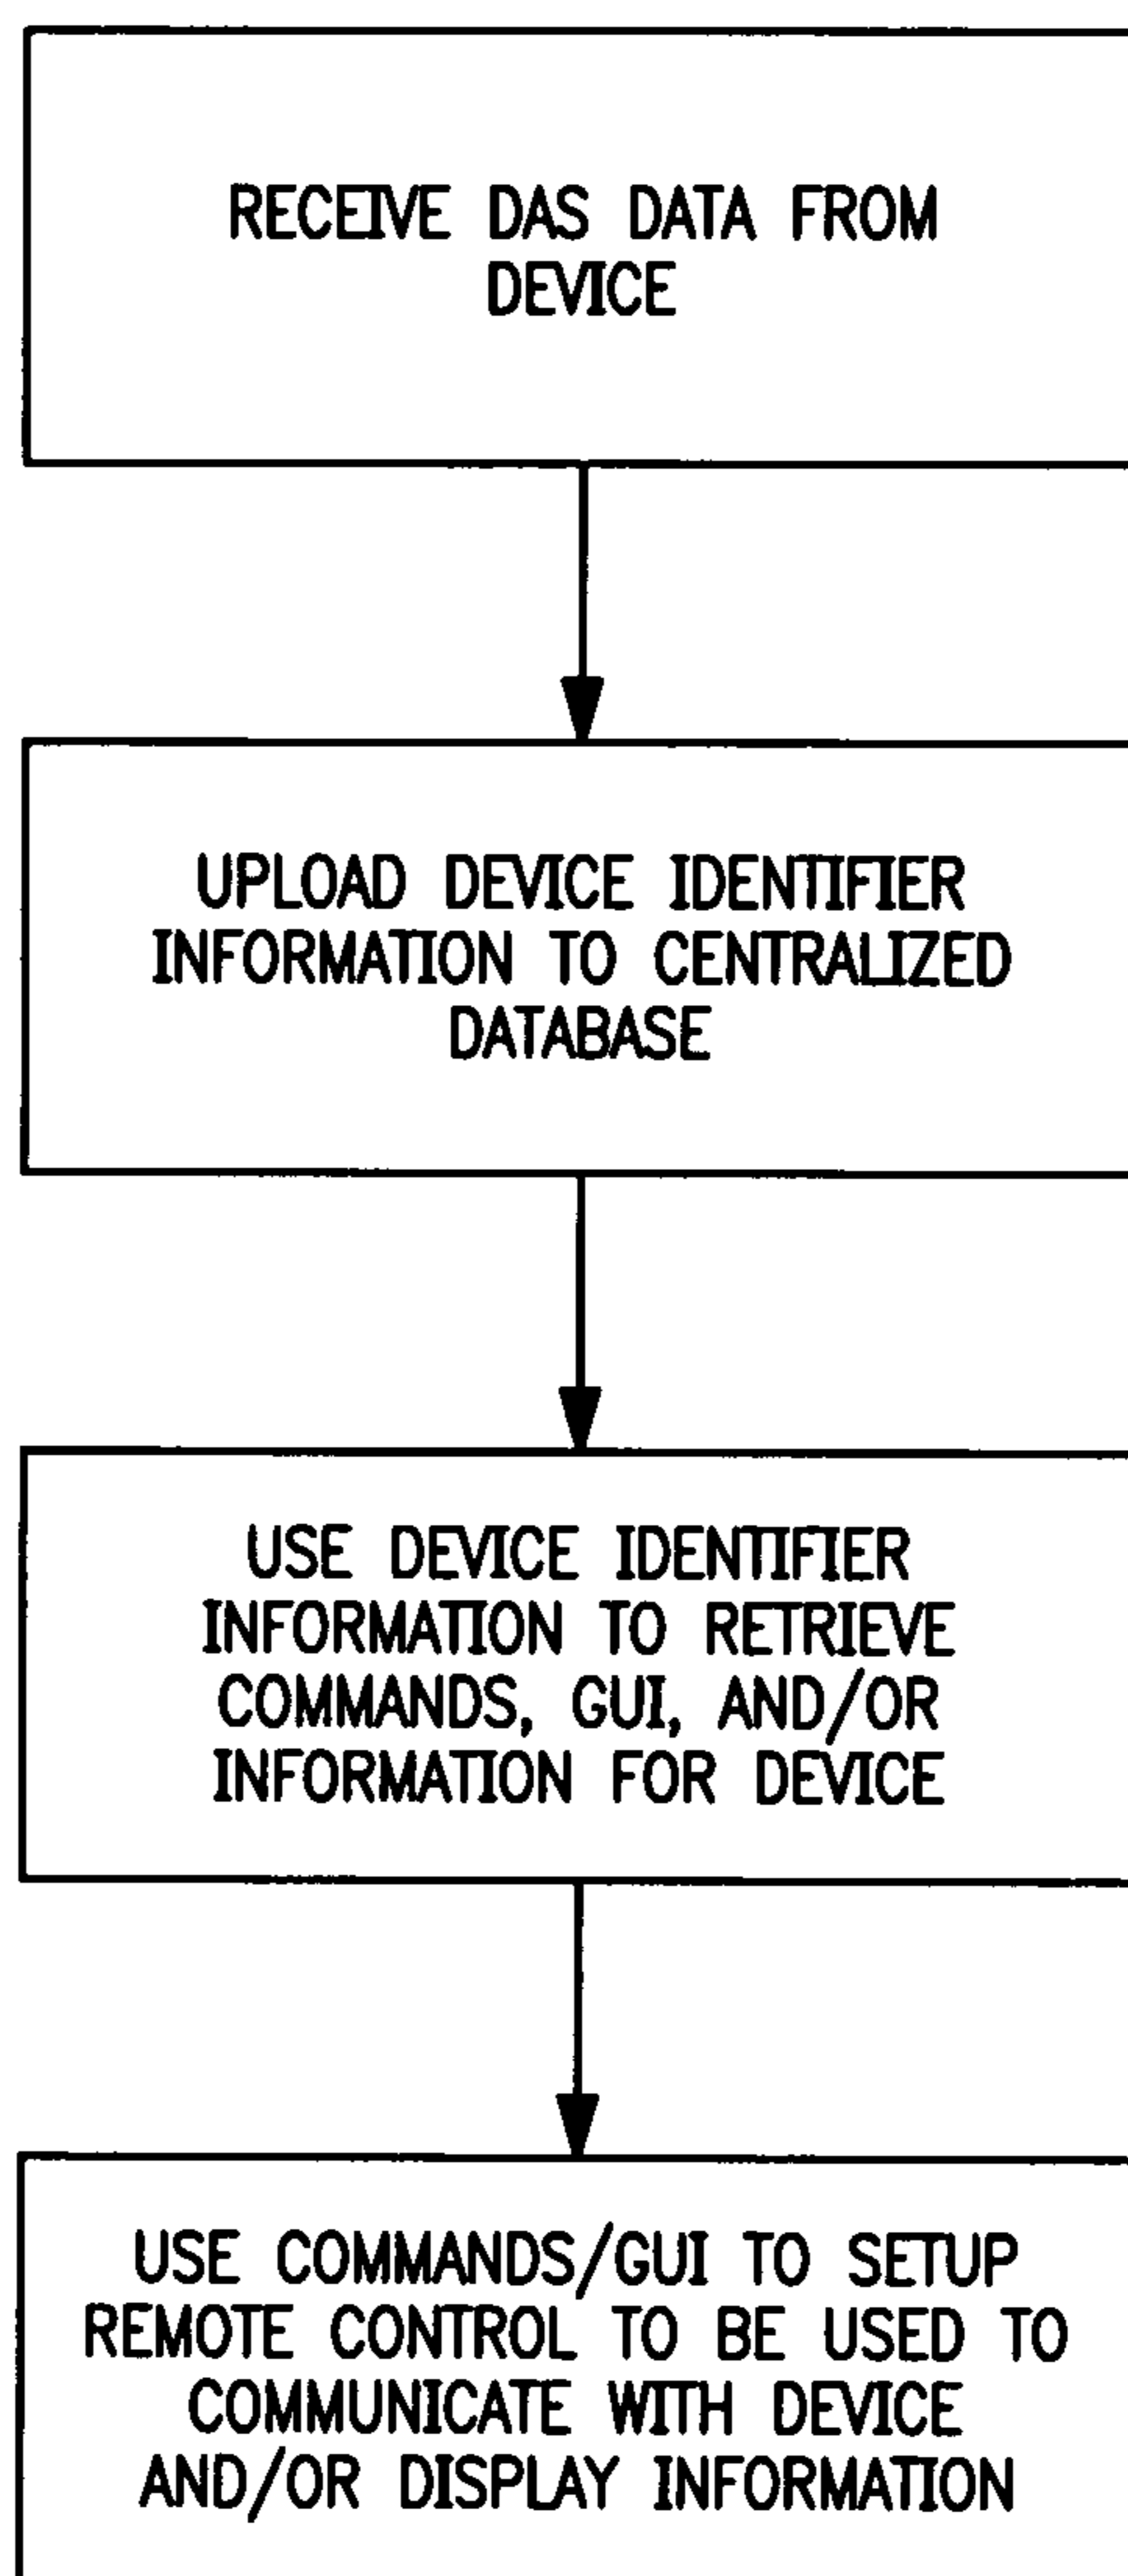 RECEIVE DAS DATA FROM
DEVICE
UPLOAD DEVICE IDENTIFIER
INFORMATION TO CENTRALIZED
DATABASE
USE DEVICE IDENTIFIER
INFORMATION TO RETRIEVE
COMMANDS, GUI, AND/OR
INFORMATION FOR DEVICE
USE COMMANDS/GUI TO SETUP
REMOTE CONTROL TO BE USED TO
COMMUNICATE WITH DEVICE
AND/OR DISPLAY INFORMATION